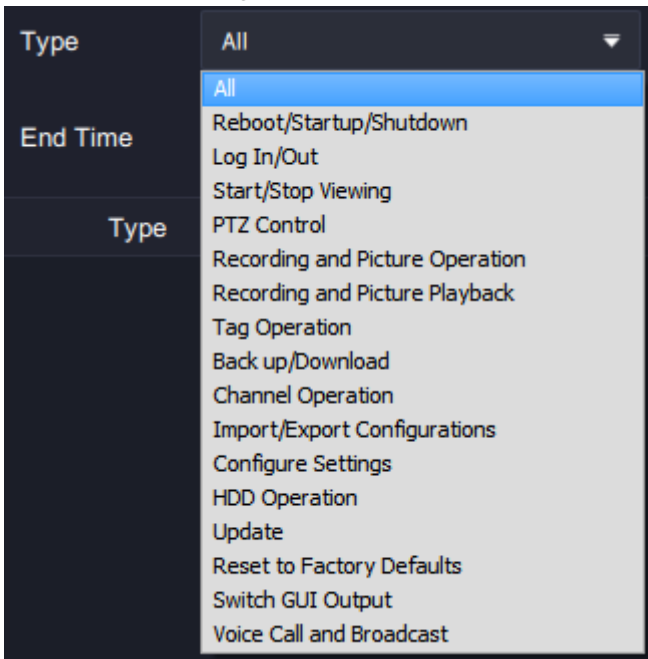 Type All
All
Reboot/Startup/Shutdown
End Time
Log In/Out
Start/Stop Viewing
Type
PTZ Control
Recording and Picture Operation
Recording and Picture Playback
Tag Operation
Back up/Download
Channel Operation
Import/Export Configurations
Configure Settings
HDD Operation
Update
Reset to Factory Defaults
Switch GUI Output
Voice Call and Broadcast